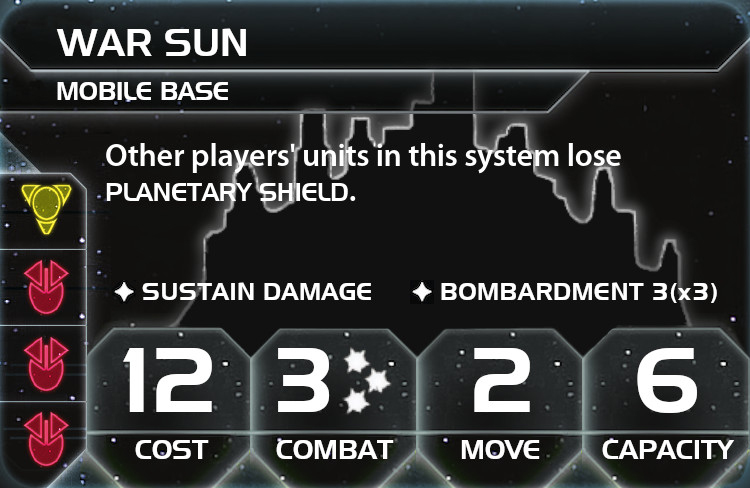 WAR SUN
MOBILE BASE
Other players' units in this system lose
PLANETARY SHIELD.
SUSTAIN DAMAGE BOMBARDMENT 3(x3)
12 3 2 6
COST COMBAT MOVE CAPACITY